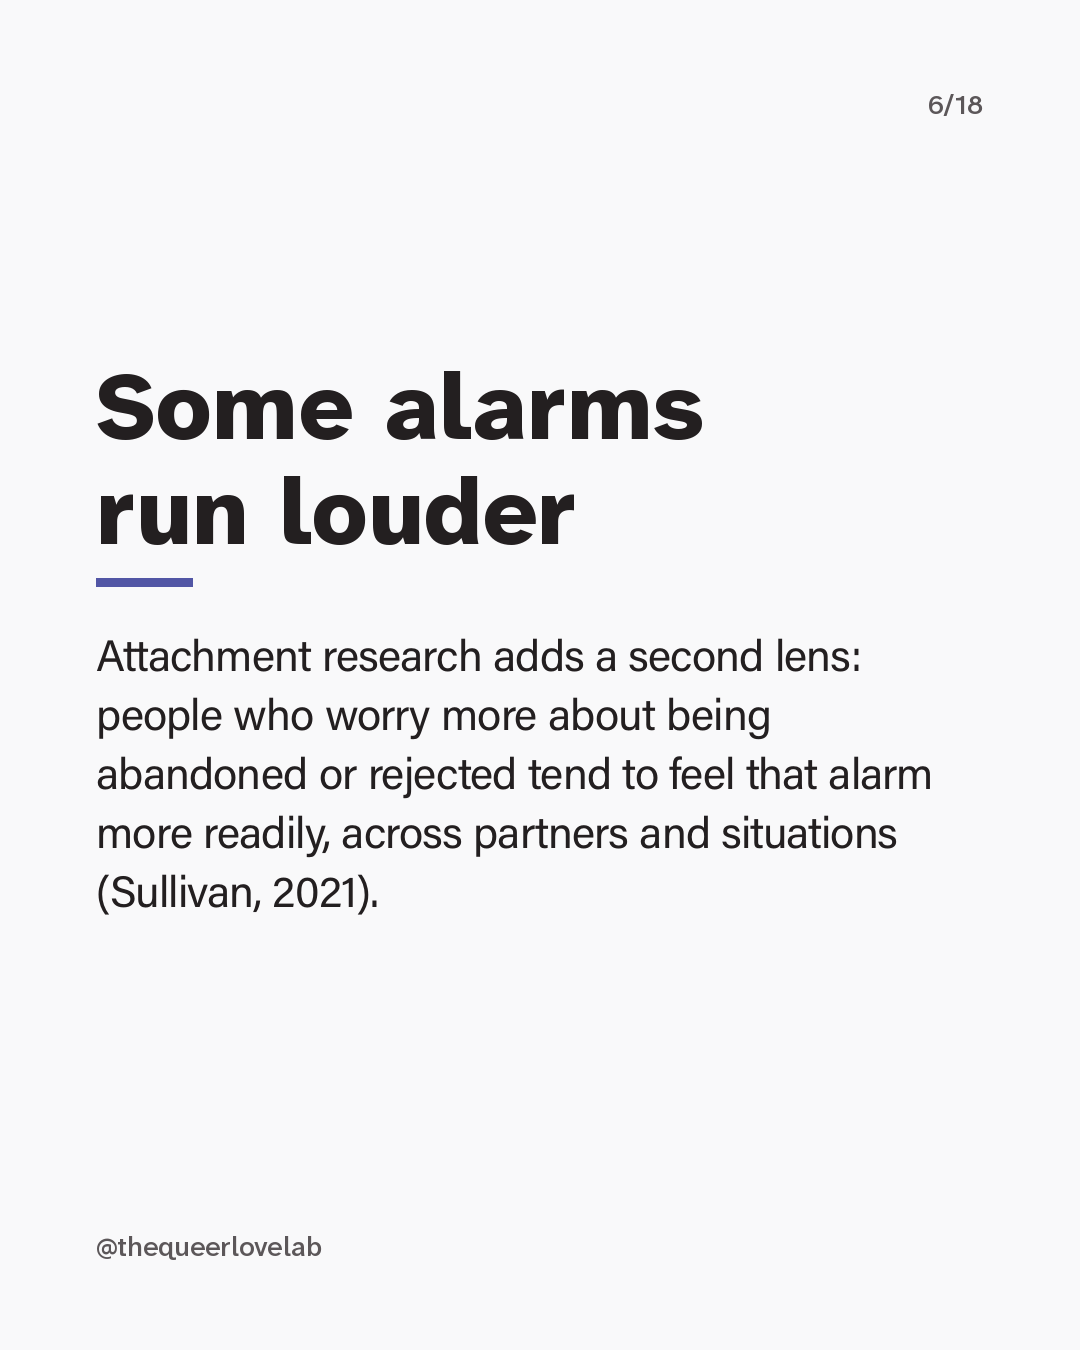 6/18
Some alarms
run louder
Attachment research adds a second lens:
people who worry more about being
abandoned or rejected tend to feel that alarm
more readily, across partners and situations
(Sullivan, 2021).
@thequeerlovelab